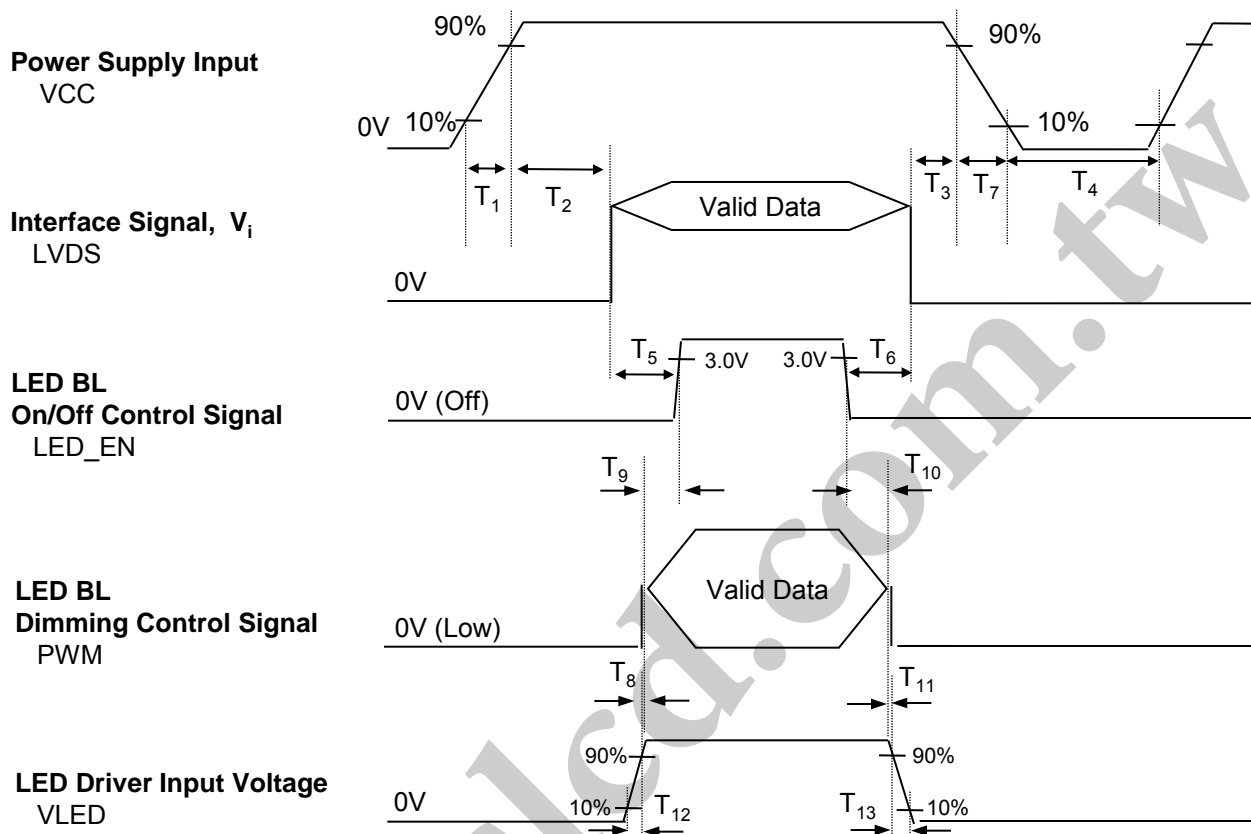 90%
90%
Power Supply Input
VCC
0V
10%
10%
T1
T2
T3
T7
T4
Interface Signal, Vi
LVDS
Valid Data
0V
T5
3.0V
3.0V
T6
LED BL
On/Off Control Signal
LED_EN
0V (Off)
T9
T10
LED BL
Dimming Control Signal
PWM
Valid Data
0V (Low)
T8
T11
90%
90%
LED Driver Input Voltage
VLED
0V
10%
T12
T13
10%
lcd.com.tw